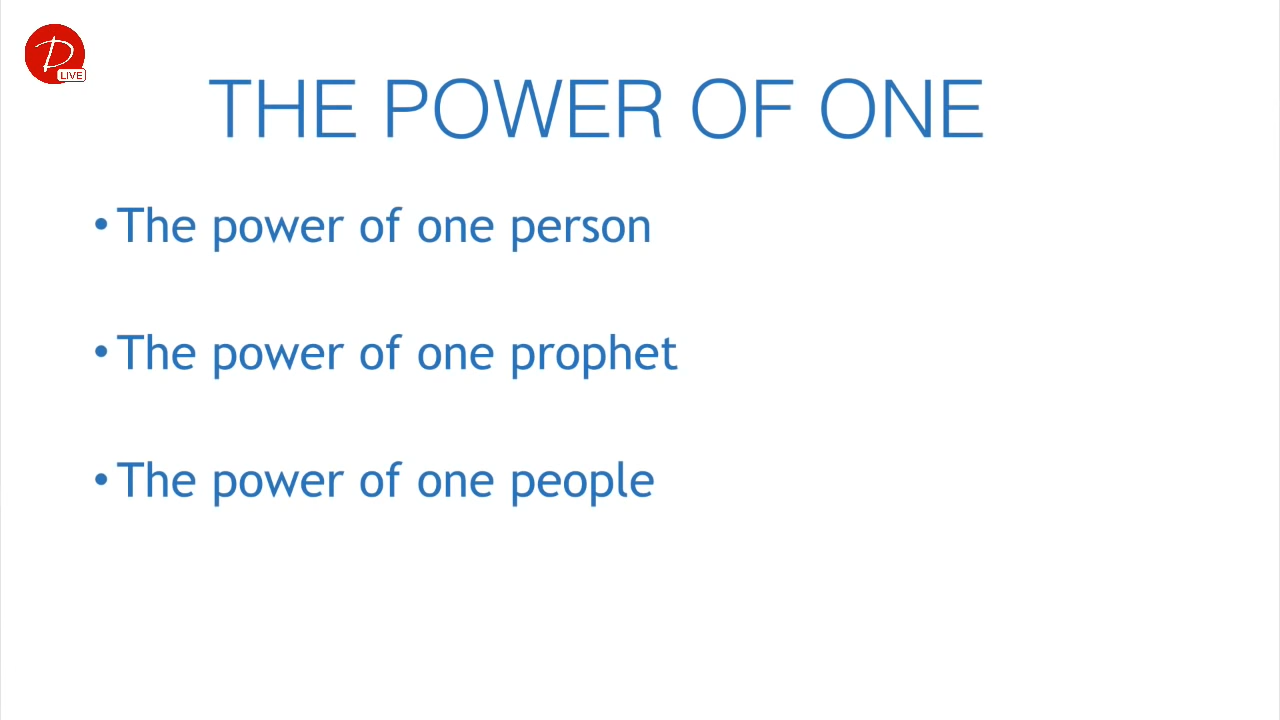 D
LIVE
THE POWER OF ONE
• The power of one person
• The power of one prophet
• The power of one people